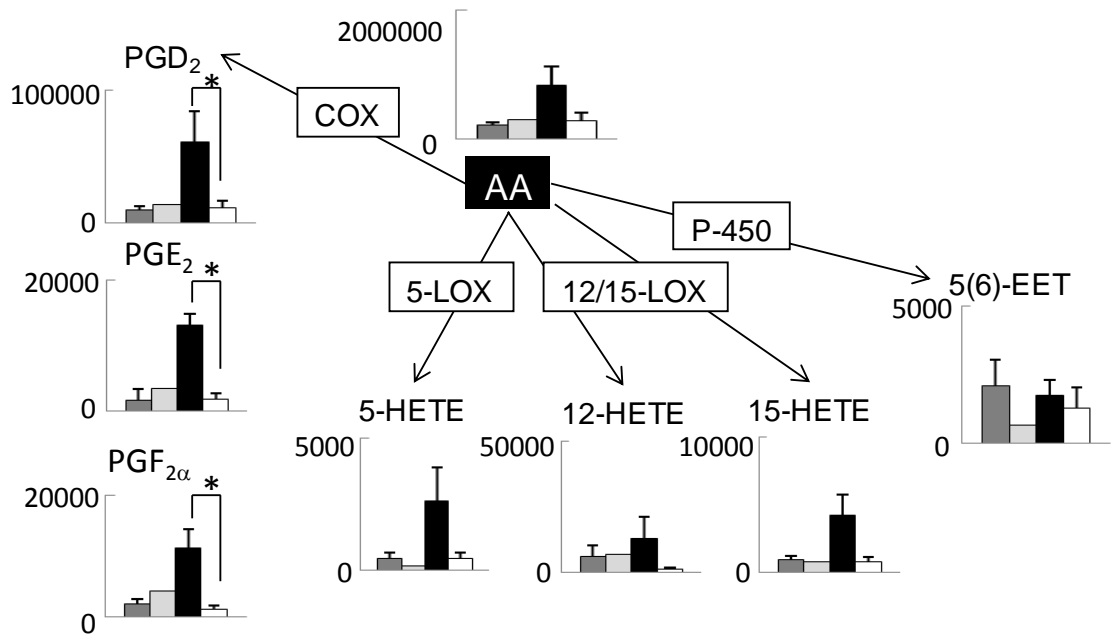 2000000
0
PGD2
*
100000
0
COX
AA
P-450
PGE2
*
20000
0
5-LOX
12/15-LOX
5(6)-EET
5000
0
PGF2α
*
20000
0
5-HETE
5000
0
12-HETE
50000
0
15-HETE
10000
0